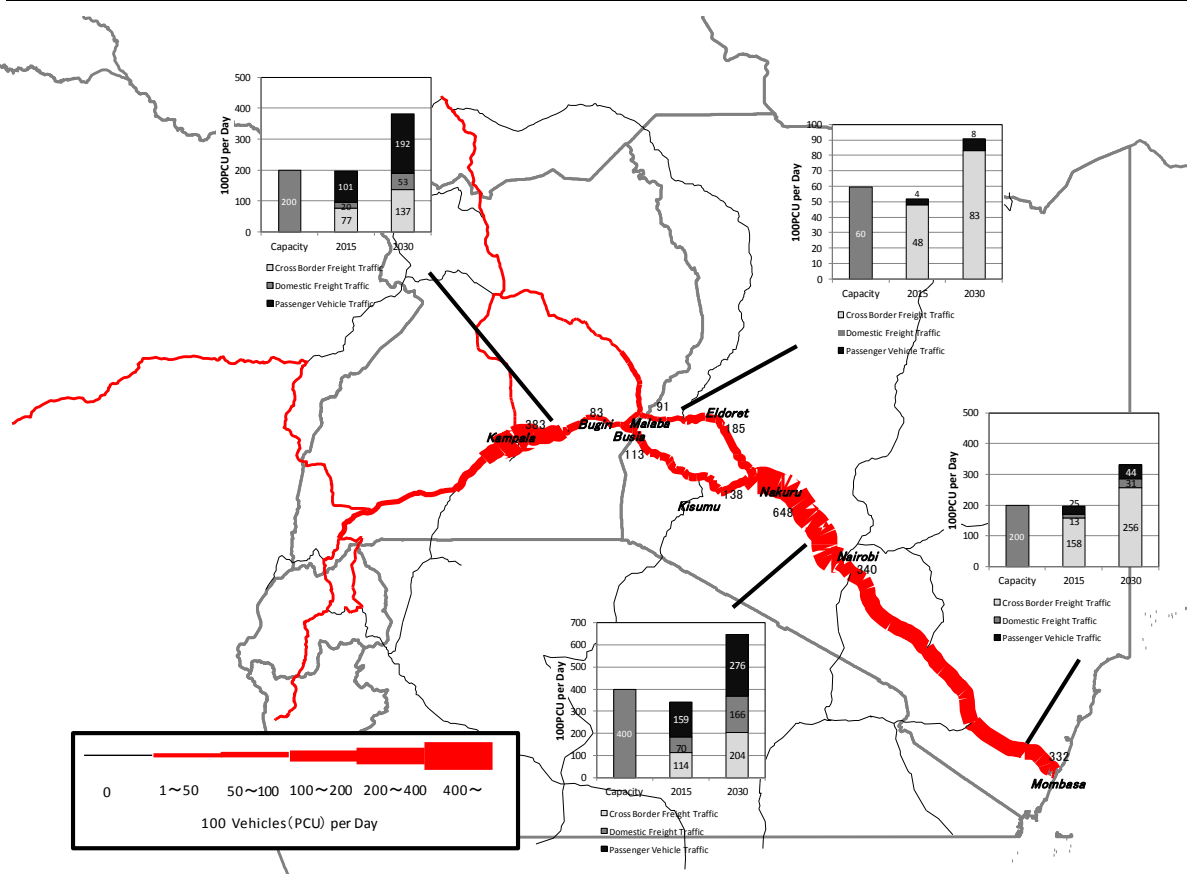 500
400
300
200
100
0
100PCU per Day
200
101
20
77
192
53
137
Capacity
2015
2030
Cross Border Freight Traffic
Domestic Freight Traffic
Passenger Vehicle Traffic
100
90
80
70
60
50
40
30
20
10
0
100PCU per Day
60
4
48
8
83
Capacity
2015
2030
Cross Border Freight Traffic
Domestic Freight Traffic
Passenger Vehicle Traffic
383
Kampala
83
Bugiri
Malaba
Busia
91
Eldoret
185
113
Kisumu
138
Nakuru
648
Nairobi
340
332
Mombasa
500
400
300
200
100
0
100PCU per Day
200
25
13
158
44
31
256
Capacity
2015
2030
Cross Border Freight Traffic
Domestic Freight Traffic
Passenger Vehicle Traffic
700
600
500
400
300
200
100
0
100PCU per Day
400
159
70
114
276
166
204
Capacity
2015
2030
Cross Border Freight Traffic
Domestic Freight Traffic
Passenger Vehicle Traffic
0
1～50
50～100
100～200
200～400
400～
100 Vehicles(PCU) per Day